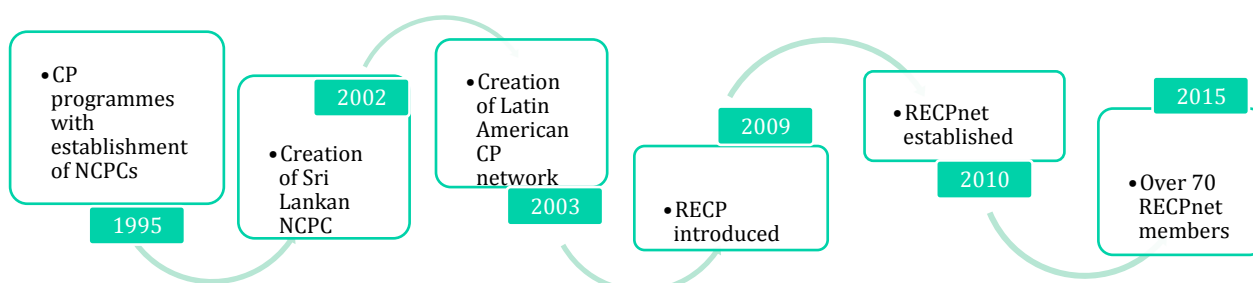 •CP
programmes
with
establishment
of NCPCs
1995
2002
•Creation
of Sri
Lankan
NCPC
•Creation
of Latin
American
CP
network
2003
2009
•RECP
introduced
•RECPnet
established
2010
2015
•Over 70
RECPnet
members